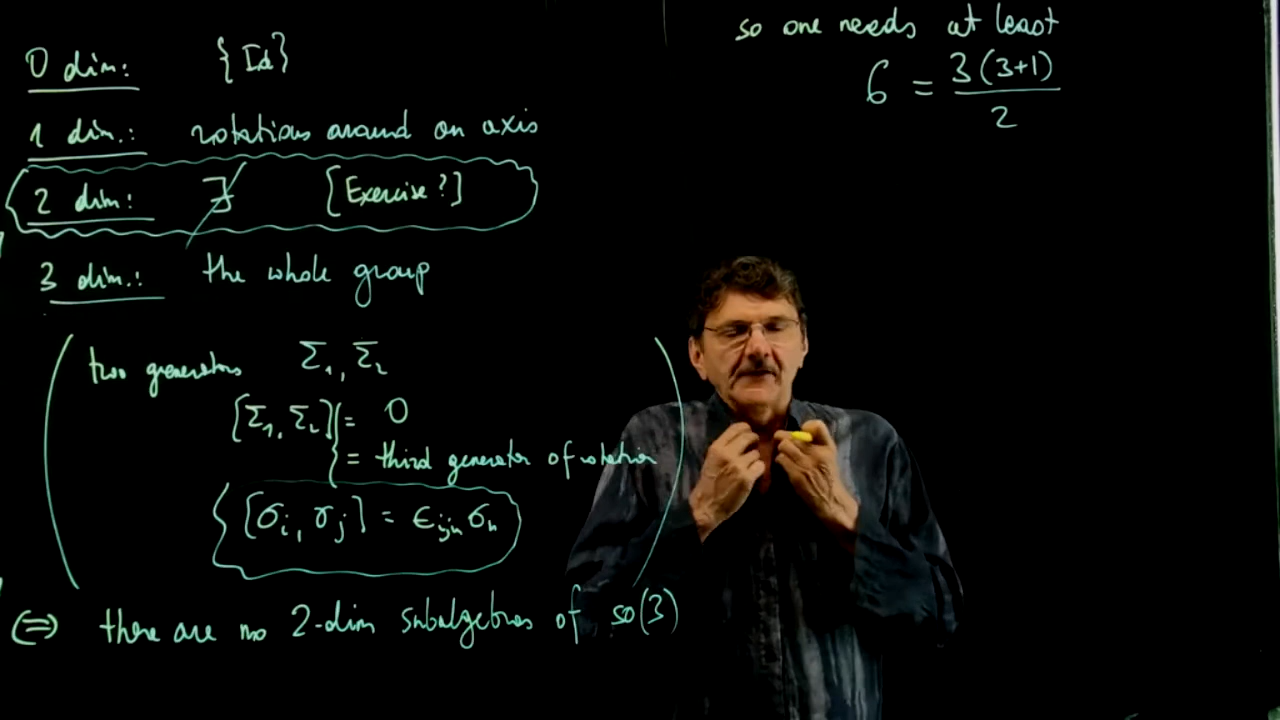 0 dim: {Id}
1 dim.: rotations around an axis
2 dim: ∄ [Exercise?]
3 dim.: the whole group
( two generators Σ₁, Σ₂
[Σ₁, Σ₂] = 0
= third generator of rotation )
[σᵢ, σⱼ] = ϵᵢⱼₖ σₖ
(⇒) there are no 2-dim subalgebras of so(3)
so one needs at least
6 = 3(3+1)/2